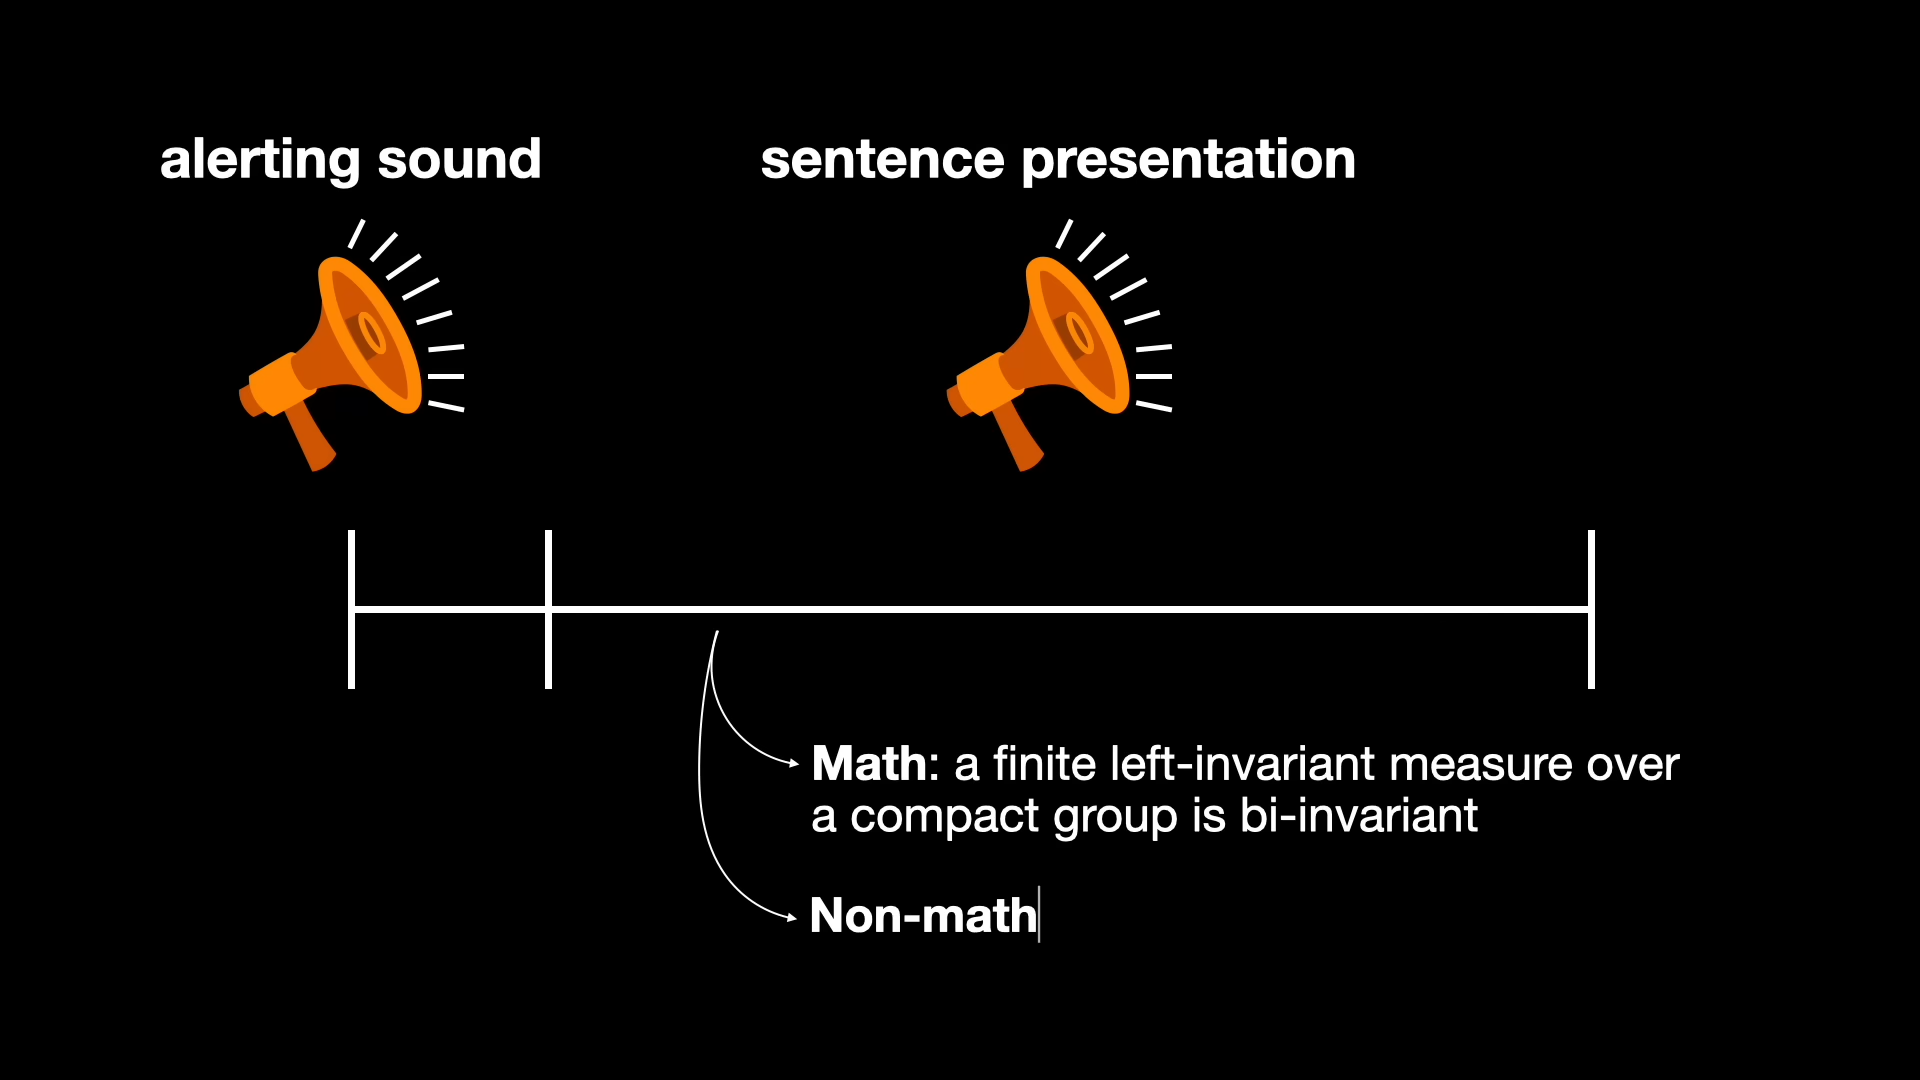 alerting sound
sentence presentation
Math: a finite left-invariant measure over
a compact group is bi-invariant
Non-math